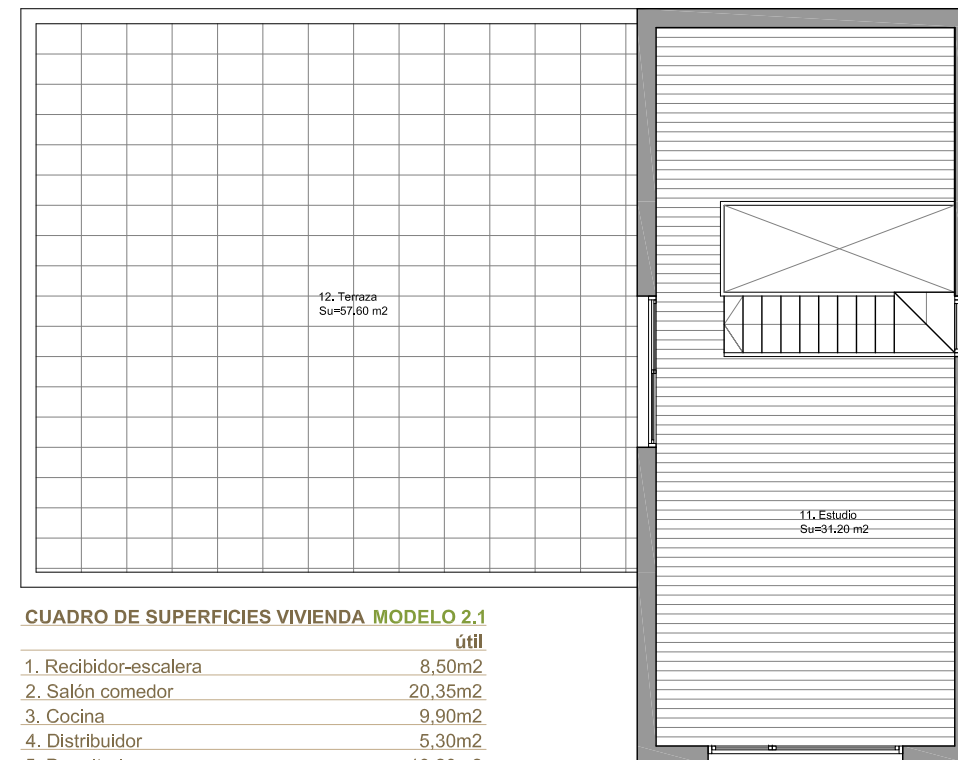 12. Terraza
Su=57.60 m2
11. Estudio
Su=31.20 m2
CUADRO DE SUPERFICIES VIVIENDA MODELO 2.1
útil
1. Recibidor-escalera 8,50m2
2. Salón comedor 20,35m2
3. Cocina 9,90m2
4. Distribuidor 5,30m2